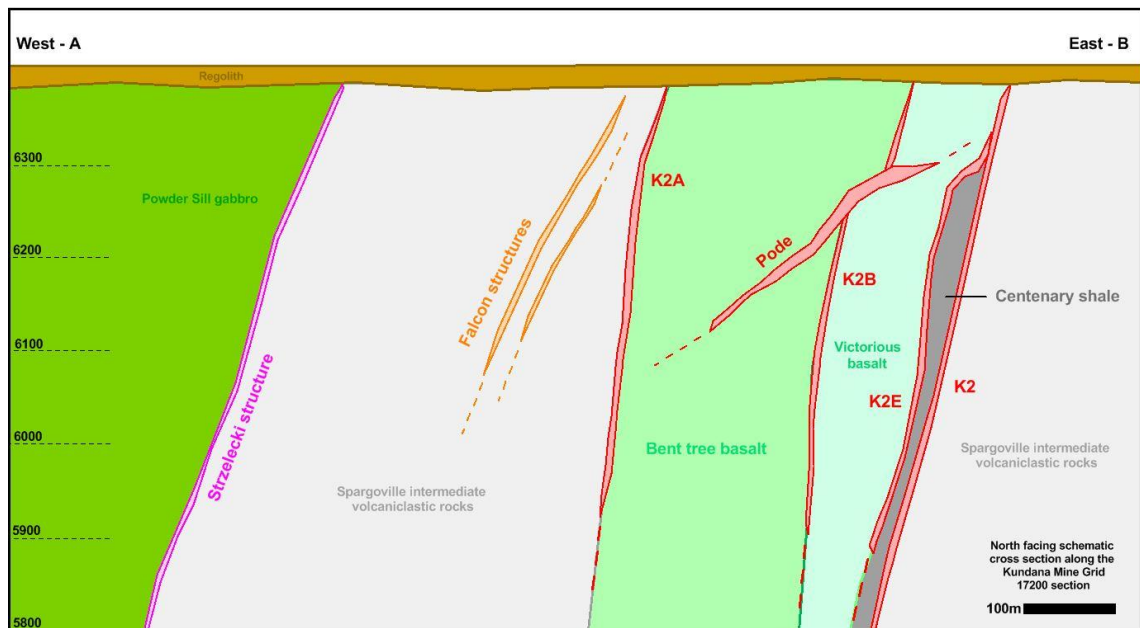 West - A
East - B
Regolith
6300
6200
6100
6000
5900
5800
Powder Sill gabbro
Strzelecki structure
Falcon structures
Spargoville intermediate
volcaniclastic rocks
K2A
Bent tree basalt
Pode
K2B
Victorious
basalt
K2E
K2
Centenary shale
Spargoville intermediate
volcaniclastic rocks
North facing schematic
cross section along the
Kundana Mine Grid
17200 section
100m